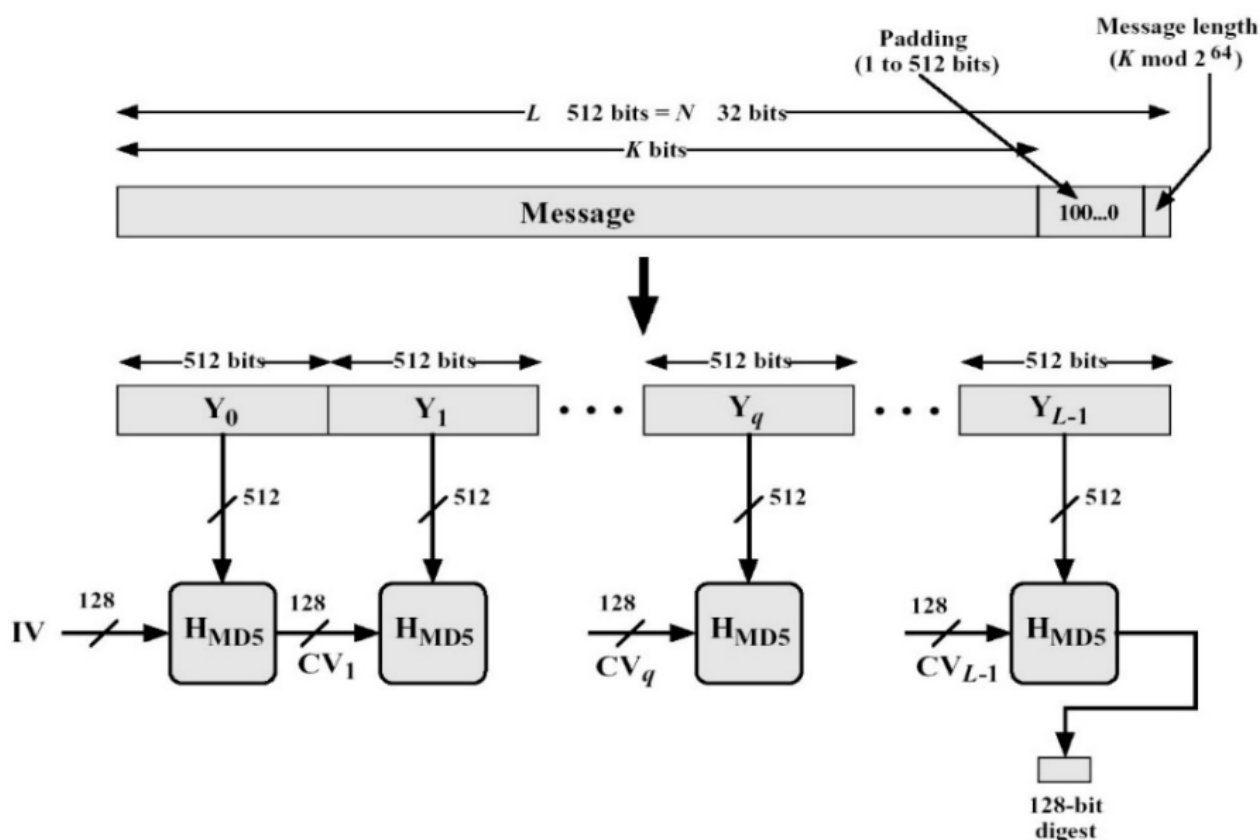 Padding
(1 to 512 bits)
Message length
(K mod 2^64)
L 512 bits = N 32 bits
K bits
Message
100...0
512 bits
512 bits
512 bits
512 bits
Y0
Y1
• • •
Yq
• • •
YL-1
512
512
512
512
IV
128
HMD5
128
CV1
HMD5
128
CVq
HMD5
128
CVL-1
HMD5
128-bit
digest